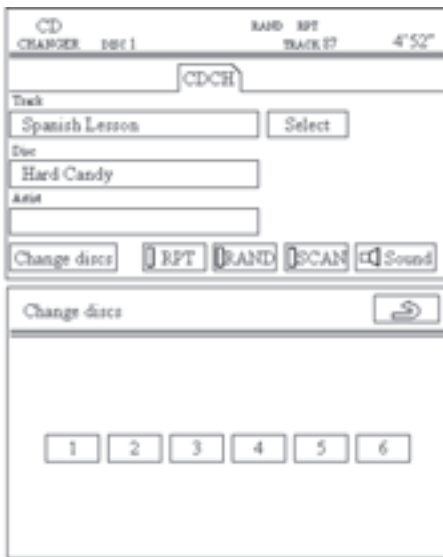 CD RAND RPT
CHANGER DISC 1 TRACK 07 4'52"
CDCH
Track
Spanish Lesson Select
Disc
Hard Candy
Artist
Change discs RPT RAND SCAN Sound
Change discs
1 2 3 4 5 6